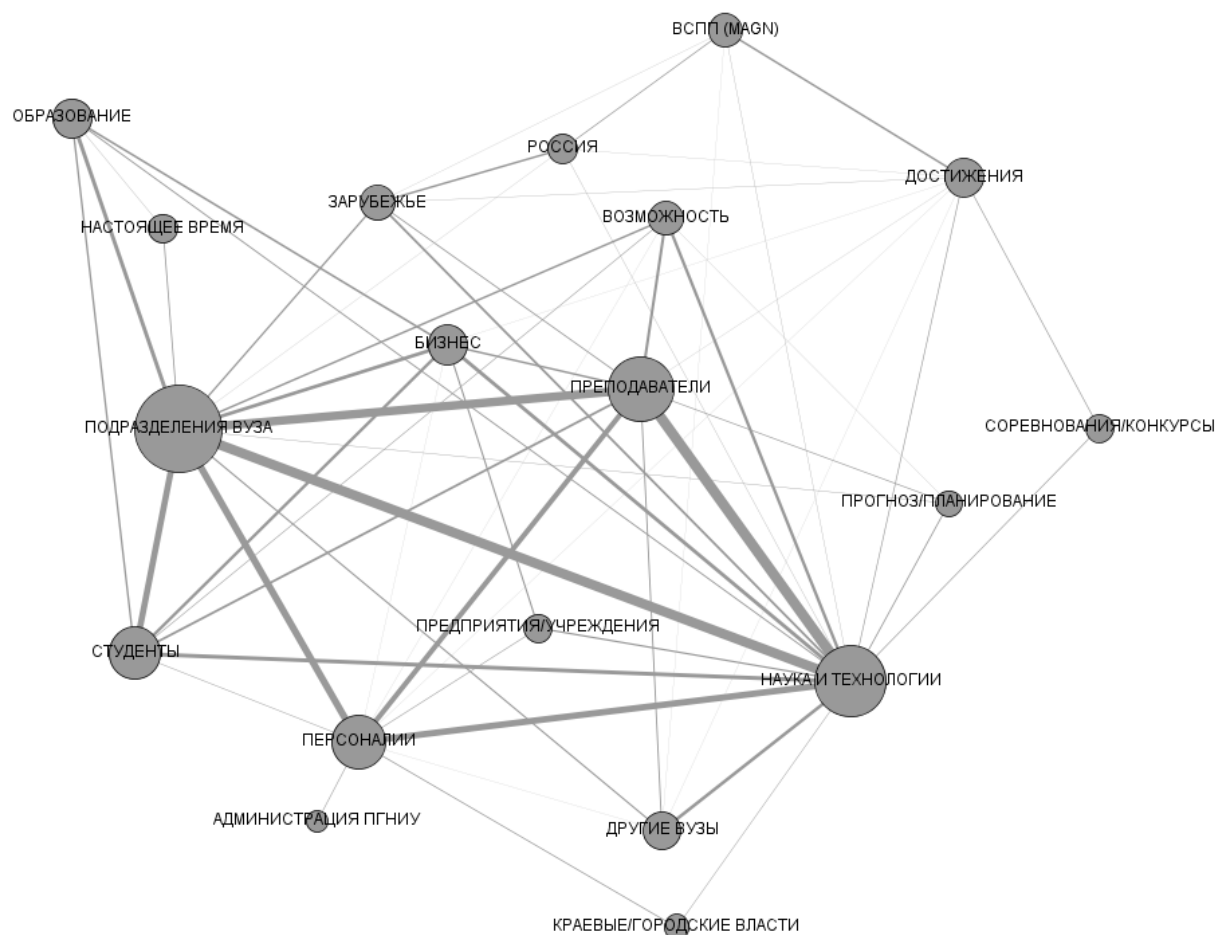 ВСПП (MAGN)
ОБРАЗОВАНИЕ
РОССИЯ
ДОСТИЖЕНИЯ
ЗАРУБЕЖЬЕ
ВОЗМОЖНОСТЬ
НАСТОЯЩЕЕ ВРЕМЯ
БИЗНЕС
ПРЕПОДАВАТЕЛИ
ПОДРАЗДЕЛЕНИЯ ВУЗА
СОРЕВНОВАНИЯ/КОНКУРСЫ
ПРОГНОЗ/ПЛАНИРОВАНИЕ
ПРЕДПРИЯТИЯ/УЧРЕЖДЕНИЯ
СТУДЕНТЫ
НАУКА И ТЕХНОЛОГИИ
ПЕРСОНАЛИИ
АДМИНИСТРАЦИЯ ПГНИУ
ДРУГИЕ ВУЗЫ
КРАЕВЫЕ/ГОРОДСКИЕ ВЛАСТИ